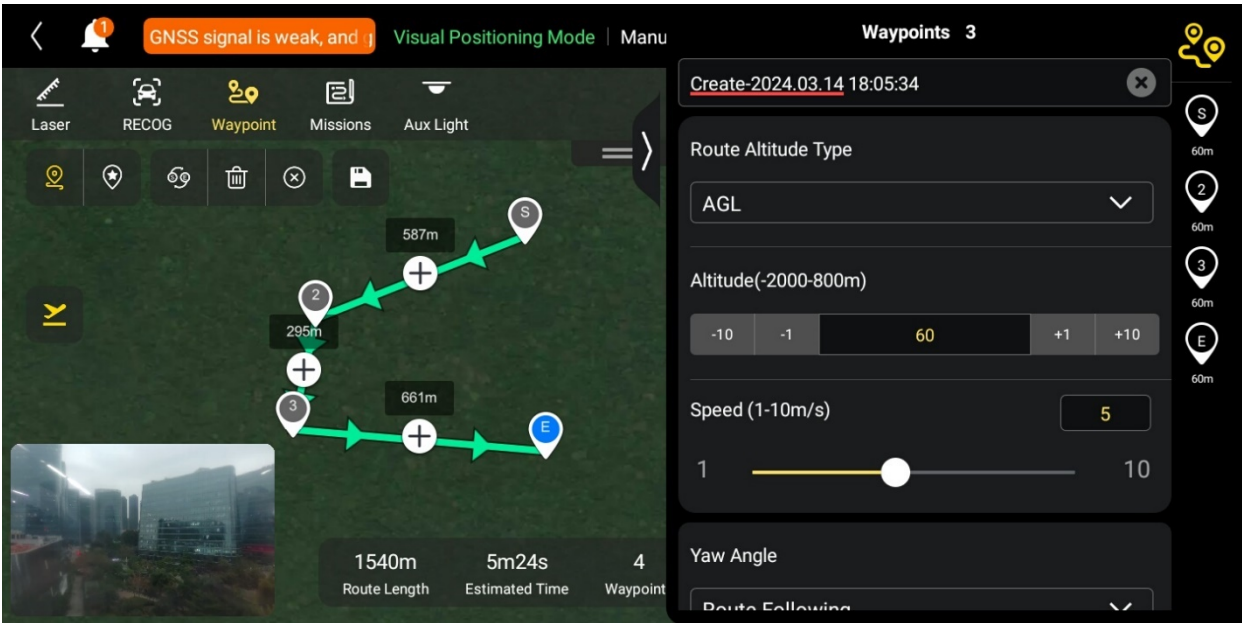 1
GNSS signal is weak, and g
Visual Positioning Mode | Manu
Laser
RECOG
Waypoint
Missions
Aux Light
S
587m
2
295m
3
661m
E
1540m
Route Length
5m24s
Estimated Time
4
Waypoint
Waypoints 3
Create-2024.03.14 18:05:34
Route Altitude Type
AGL
Altitude(-2000-800m)
-10 -1 60 +1 +10
Speed (1-10m/s) 5
1 10
Yaw Angle
Route Following
S
60m
2
60m
3
60m
E
60m